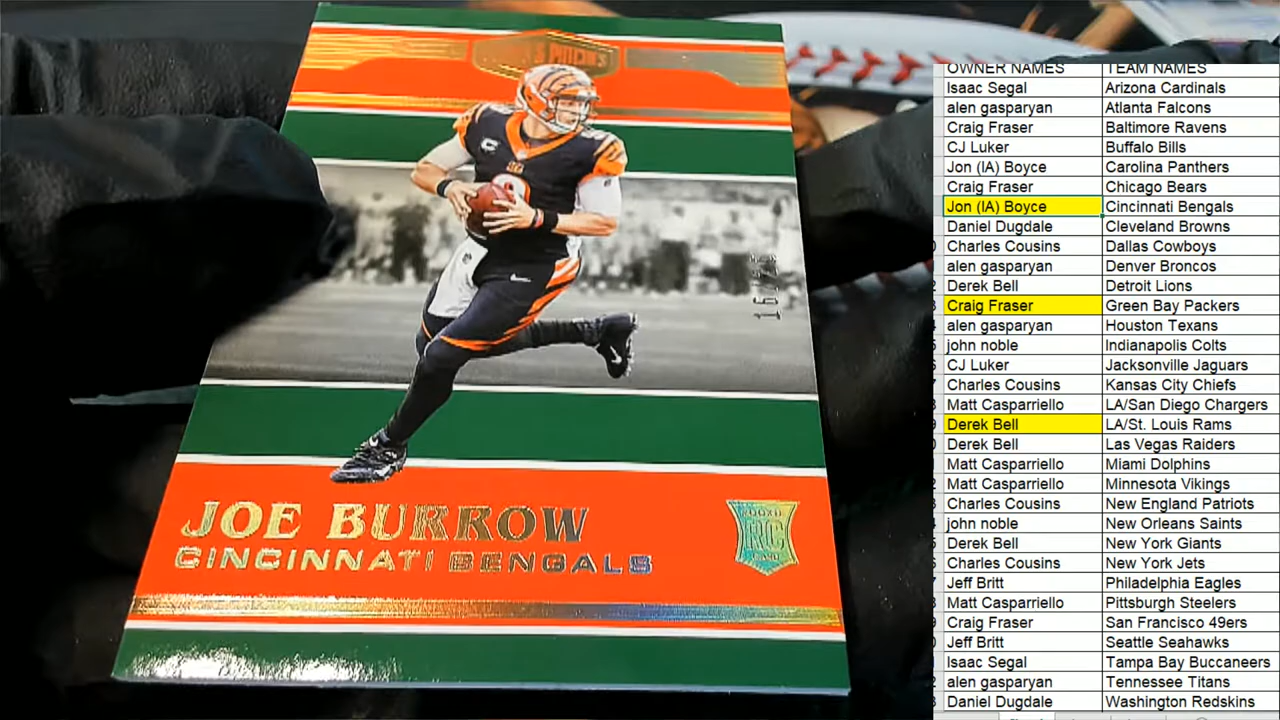 JOE BURROW
CINCINNATI BENGALS
RC
OWNER NAMES TEAM NAMES
Isaac Segal Arizona Cardinals
alen gasparyan Atlanta Falcons
Craig Fraser Baltimore Ravens
CJ Luker Buffalo Bills
Jon (IA) Boyce Carolina Panthers
Craig Fraser Chicago Bears
Jon (IA) Boyce Cincinnati Bengals
Daniel Dugdale Cleveland Browns
Charles Cousins Dallas Cowboys
alen gasparyan Denver Broncos
Derek Bell Detroit Lions
Craig Fraser Green Bay Packers
alen gasparyan Houston Texans
john noble Indianapolis Colts
CJ Luker Jacksonville Jaguars
Charles Cousins Kansas City Chiefs
Matt Casparriello LA/San Diego Chargers
Derek Bell LA/St. Louis Rams
Derek Bell Las Vegas Raiders
Matt Casparriello Miami Dolphins
Matt Casparriello Minnesota Vikings
Charles Cousins New England Patriots
john noble New Orleans Saints
Derek Bell New York Giants
Charles Cousins New York Jets
Jeff Britt Philadelphia Eagles
Matt Casparriello Pittsburgh Steelers
Craig Fraser San Francisco 49ers
Jeff Britt Seattle Seahawks
Isaac Segal Tampa Bay Buccaneers
alen gasparyan Tennessee Titans
Daniel Dugdale Washington Redskins